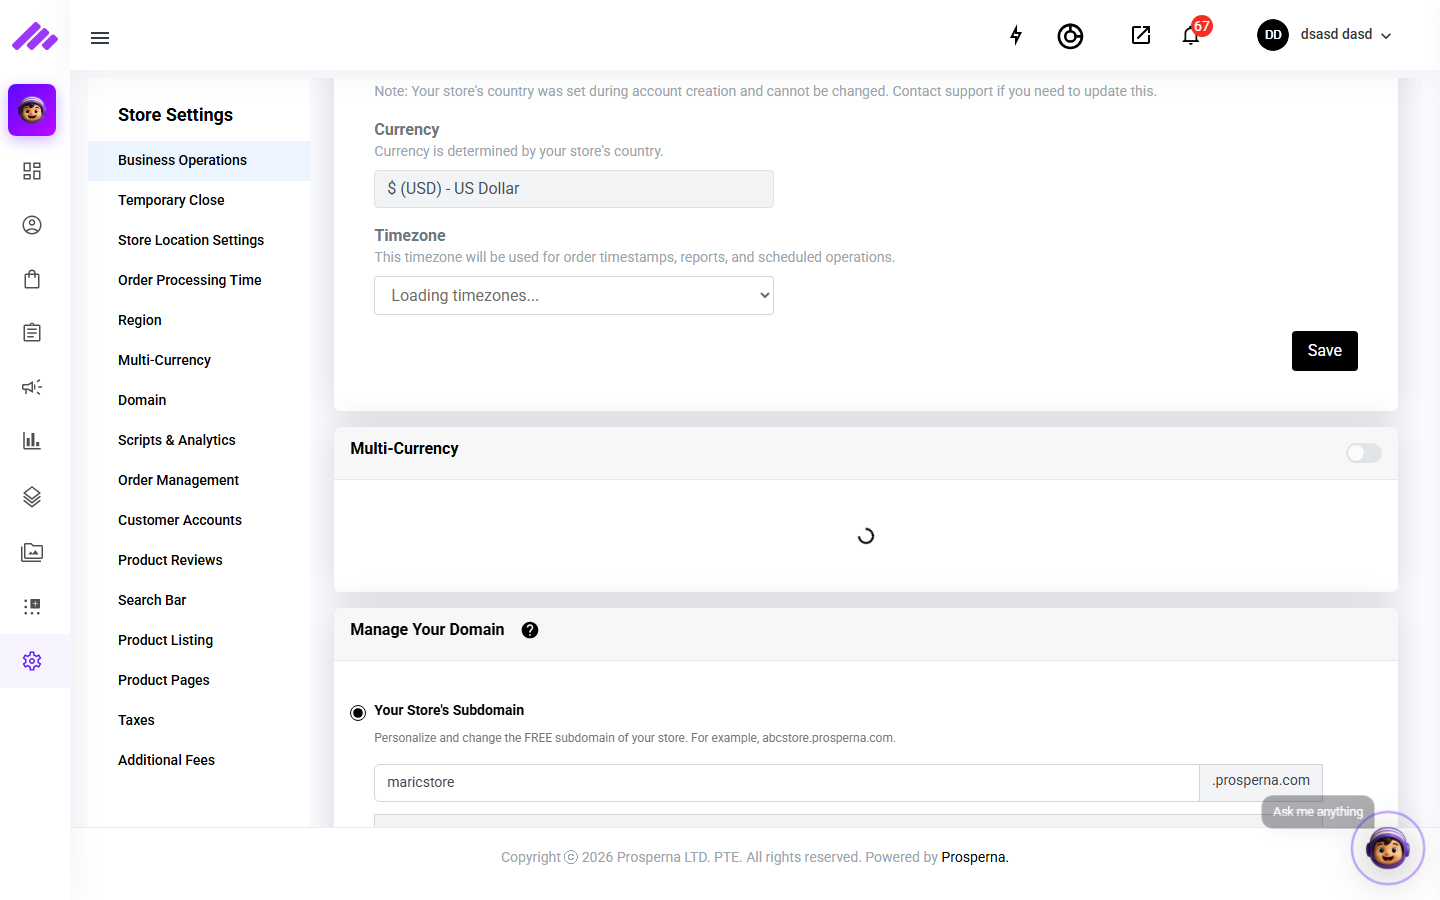 67
DD
dsasd dasd
Store Settings
Business Operations
Temporary Close
Store Location Settings
Order Processing Time
Region
Multi-Currency
Domain
Scripts & Analytics
Order Management
Customer Accounts
Product Reviews
Search Bar
Product Listing
Product Pages
Taxes
Additional Fees
Note: Your store's country was set during account creation and cannot be changed. Contact support if you need to update this.
Currency
Currency is determined by your store's country.
$ (USD) - US Dollar
Timezone
This timezone will be used for order timestamps, reports, and scheduled operations.
Loading timezones...
Save
Multi-Currency
Manage Your Domain
?
Your Store's Subdomain
Personalize and change the FREE subdomain of your store. For example, abcstore.prosperna.com.
maricstore
.prosperna.com
Ask me anything
Copyright © 2026 Prosperna LTD. PTE. All rights reserved. Powered by Prosperna.